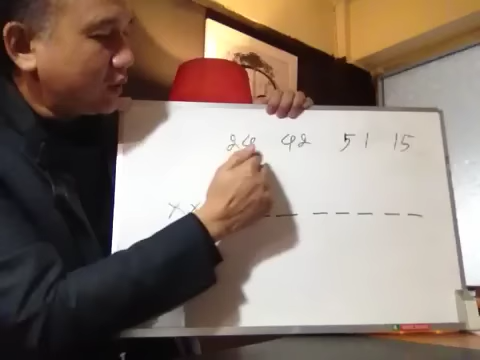 24 42 51 15
x x _ _ _ _ _ _